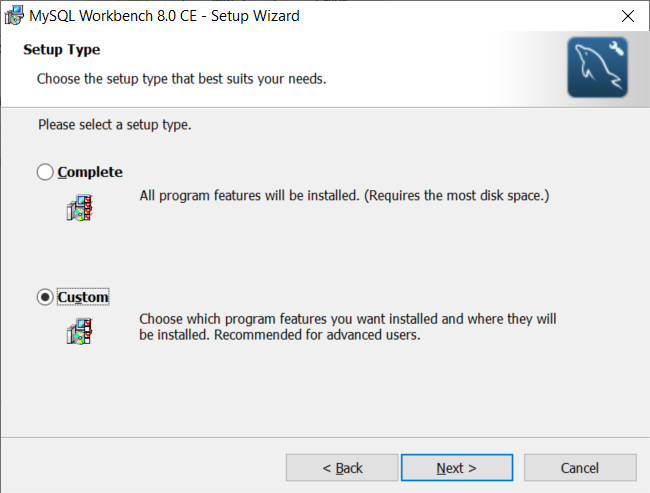 MySQL Workbench 8.0 CE - Setup Wizard
Setup Type
Choose the setup type that best suits your needs.
Please select a setup type.
Complete
All program features will be installed. (Requires the most disk space.)
Custom
Choose which program features you want installed and where they will
be installed. Recommended for advanced users.
< Back
Next >
Cancel